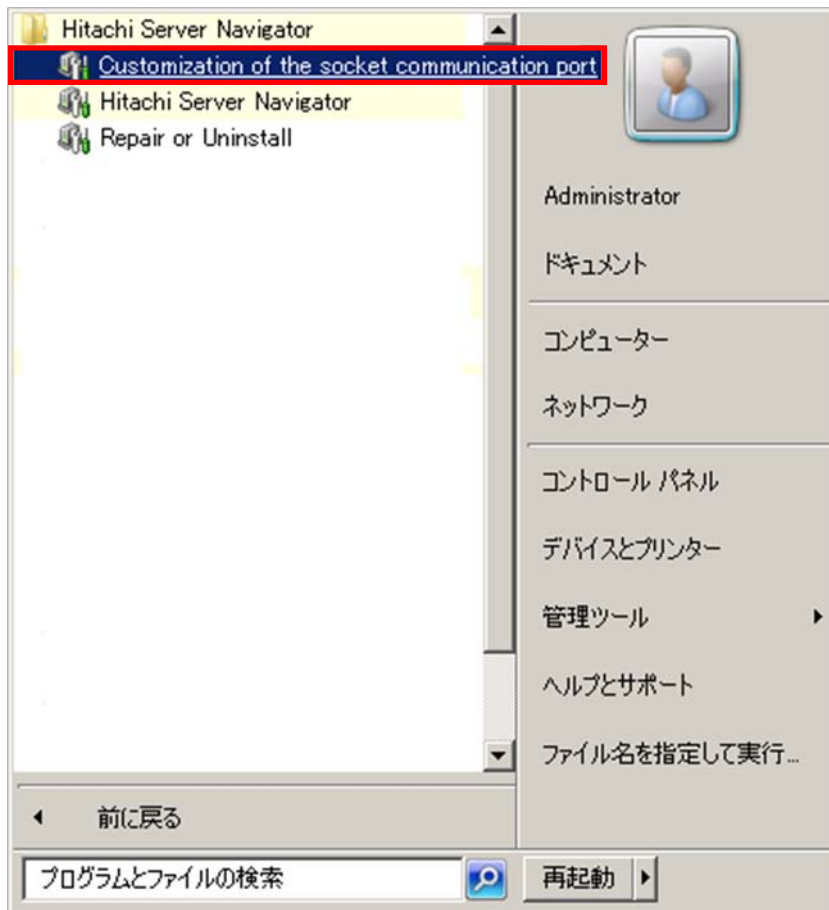 Hitachi Server Navigator
Customization of the socket communication port
Hitachi Server Navigator
Repair or Uninstall
前に戻る
プログラムとファイルの検索
Administrator
ドキュメント
コンピューター
ネットワーク
コントロール パネル
デバイスとプリンター
管理ツール
ヘルプとサポート
ファイル名を指定して実行...
再起動